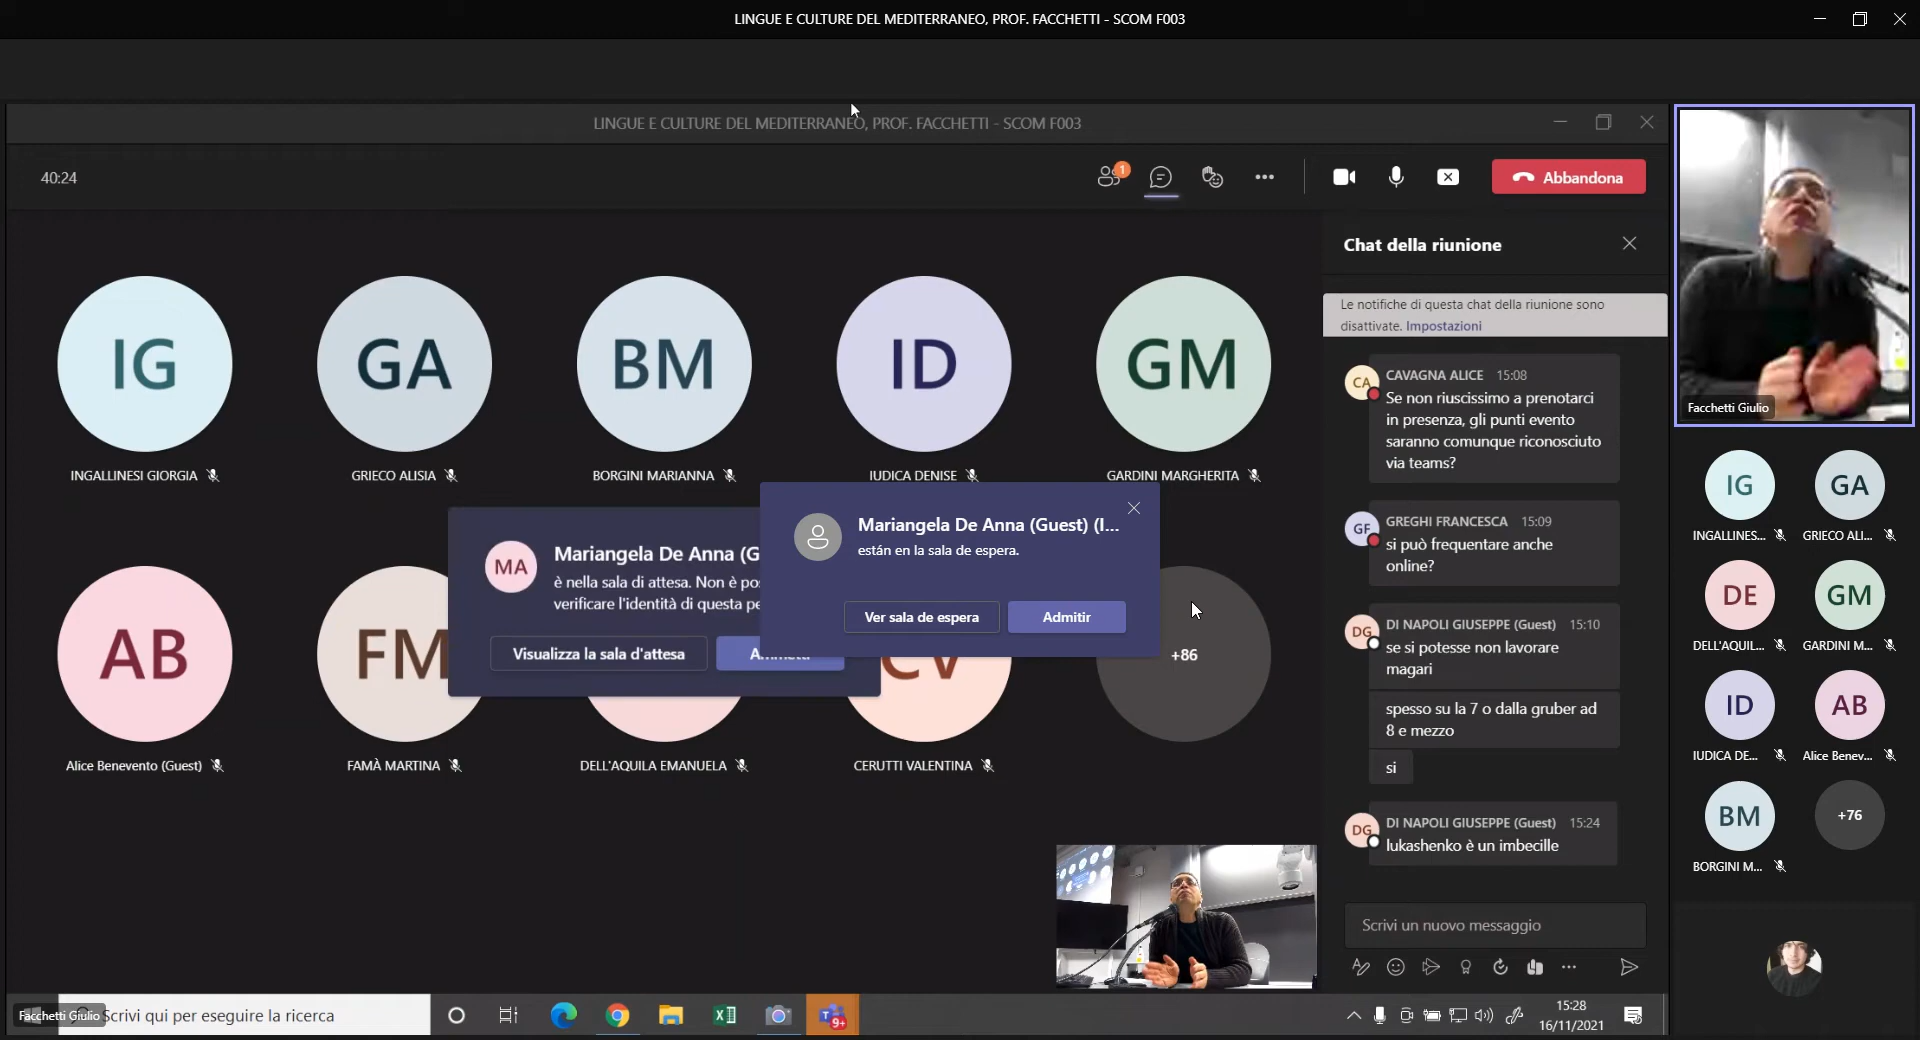 LINGUE E CULTURE DEL MEDITERRANEO, PROF. FACCHETTI - SCOM F003
LINGUE E CULTURE DEL MEDITERRANEO, PROF. FACCHETTI - SCOM F003
40:24
1
Abbandona
IG
GA
BM
ID
GM
INGALLINESI GIORGIA
GRIECO ALISIA
BORGINI MARIANNA
IUDICA DENISE
GARDINI MARGHERITA
MA
Mariangela De Anna (G
è nella sala di attesa. Non è po
verificare l'identità di questa pe
Visualizza la sala d'attesa
Mariangela De Anna (Guest) (I...
están en la sala de espera.
Ver sala de espera
Admitir
AB
FM
CV
+86
Alice Benevento (Guest)
FAMÀ MARTINA
DELL'AQUILA EMANUELA
CERUTTI VALENTINA
Chat della riunione
Le notifiche di questa chat della riunione sono
disattivate. Impostazioni
CA
CAVAGNA ALICE 15:08
Se non riuscissimo a prenotarci
in presenza, gli punti evento
saranno comunque riconosciuto
via teams?
GF
GREGHI FRANCESCA 15:09
si può frequentare anche
online?
DG
DI NAPOLI GIUSEPPE (Guest) 15:10
se si potesse non lavorare
magari
spesso su la 7 o dalla gruber ad
8 e mezzo
si
DG
DI NAPOLI GIUSEPPE (Guest) 15:24
lukashenko è un imbecille
Scrivi un nuovo messaggio
Facchetti Giulio
IG
GA
INGALLINES...
GRIECO ALI...
DE
GM
DELL'AQUIL...
GARDINI M...
ID
AB
IUDICA DE...
Alice Benev...
BM
+76
BORGINI M...
Facchetti Giulio
Scrivi qui per eseguire la ricerca
9+
15:28
16/11/2021